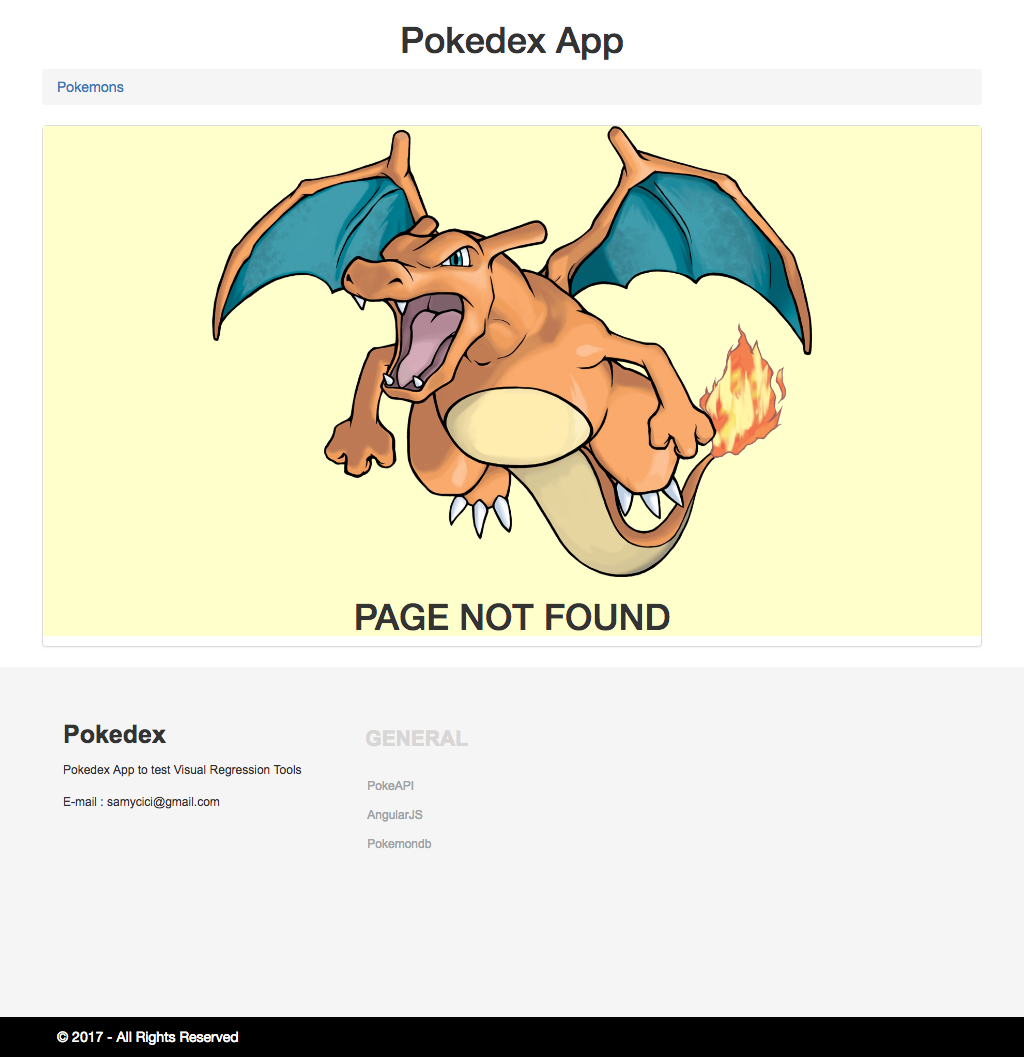 Pokedex App
Pokemons
PAGE NOT FOUND
Pokedex
Pokedex App to test Visual Regression Tools
E-mail : samycici@gmail.com
GENERAL
PokeAPI
AngularJS
Pokemondb
© 2017 - All Rights Reserved